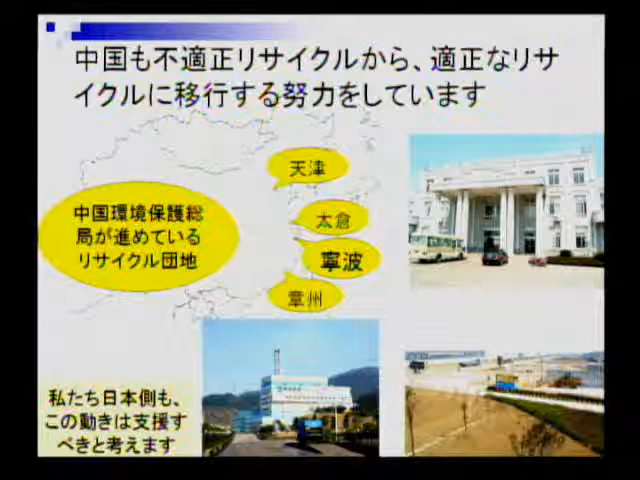 中国も不適正リサイクルから、適正なリサ
イクルに移行する努力をしています
天津
中国環境保護総
局が進めている
リサイクル団地
太倉
寧波
章州
私たち日本側も、
この動きは支援す
べきと考えます